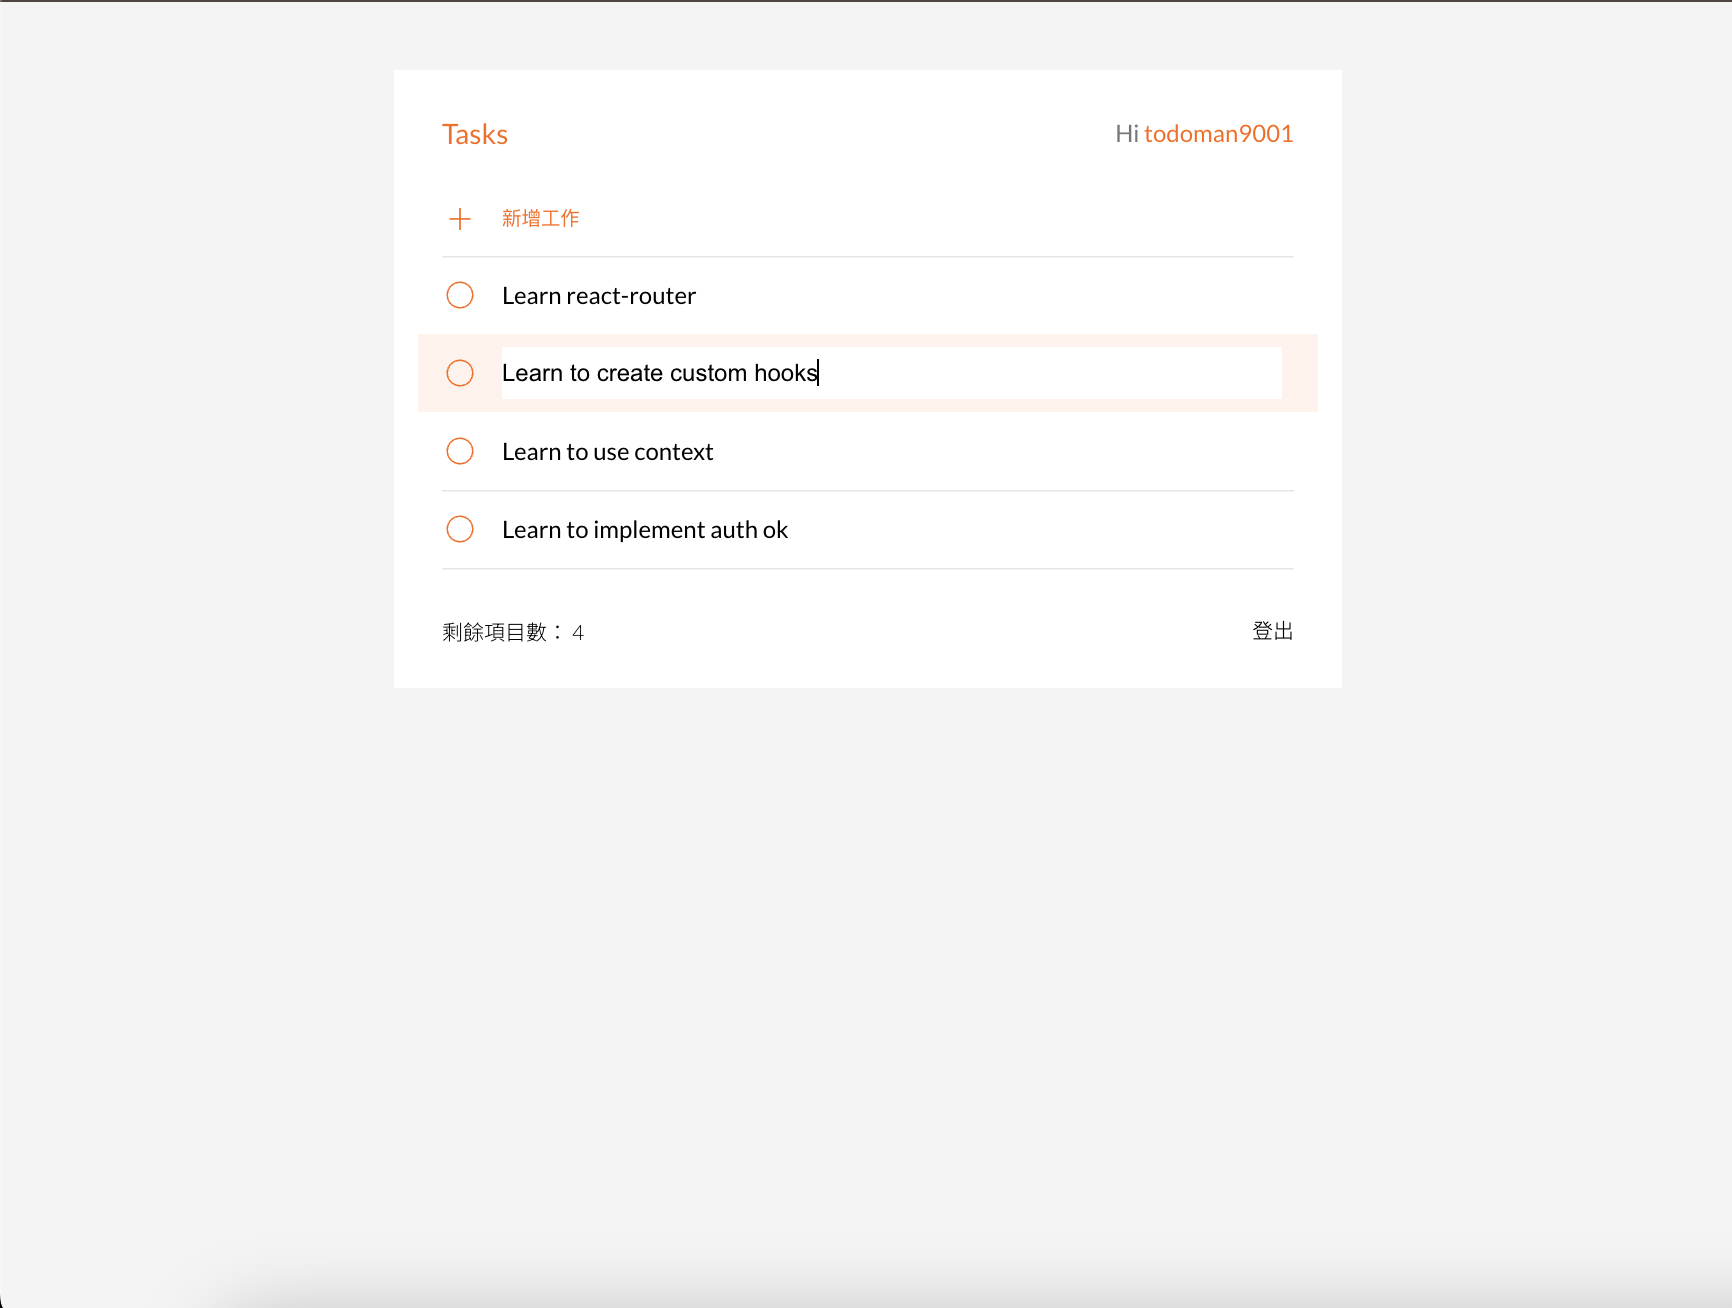 Tasks
Hi todoman9001
新增工作
Learn react-router
Learn to create custom hooks
Learn to use context
Learn to implement auth ok
剩餘項目數： 4
登出